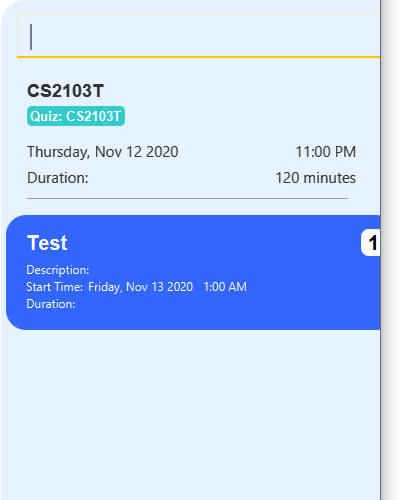 CS2103T
Quiz: CS2103T
Thursday, Nov 12 2020 11:00 PM
Duration: 120 minutes
Test 1
Description:
Start Time: Friday, Nov 13 2020 1:00 AM
Duration: